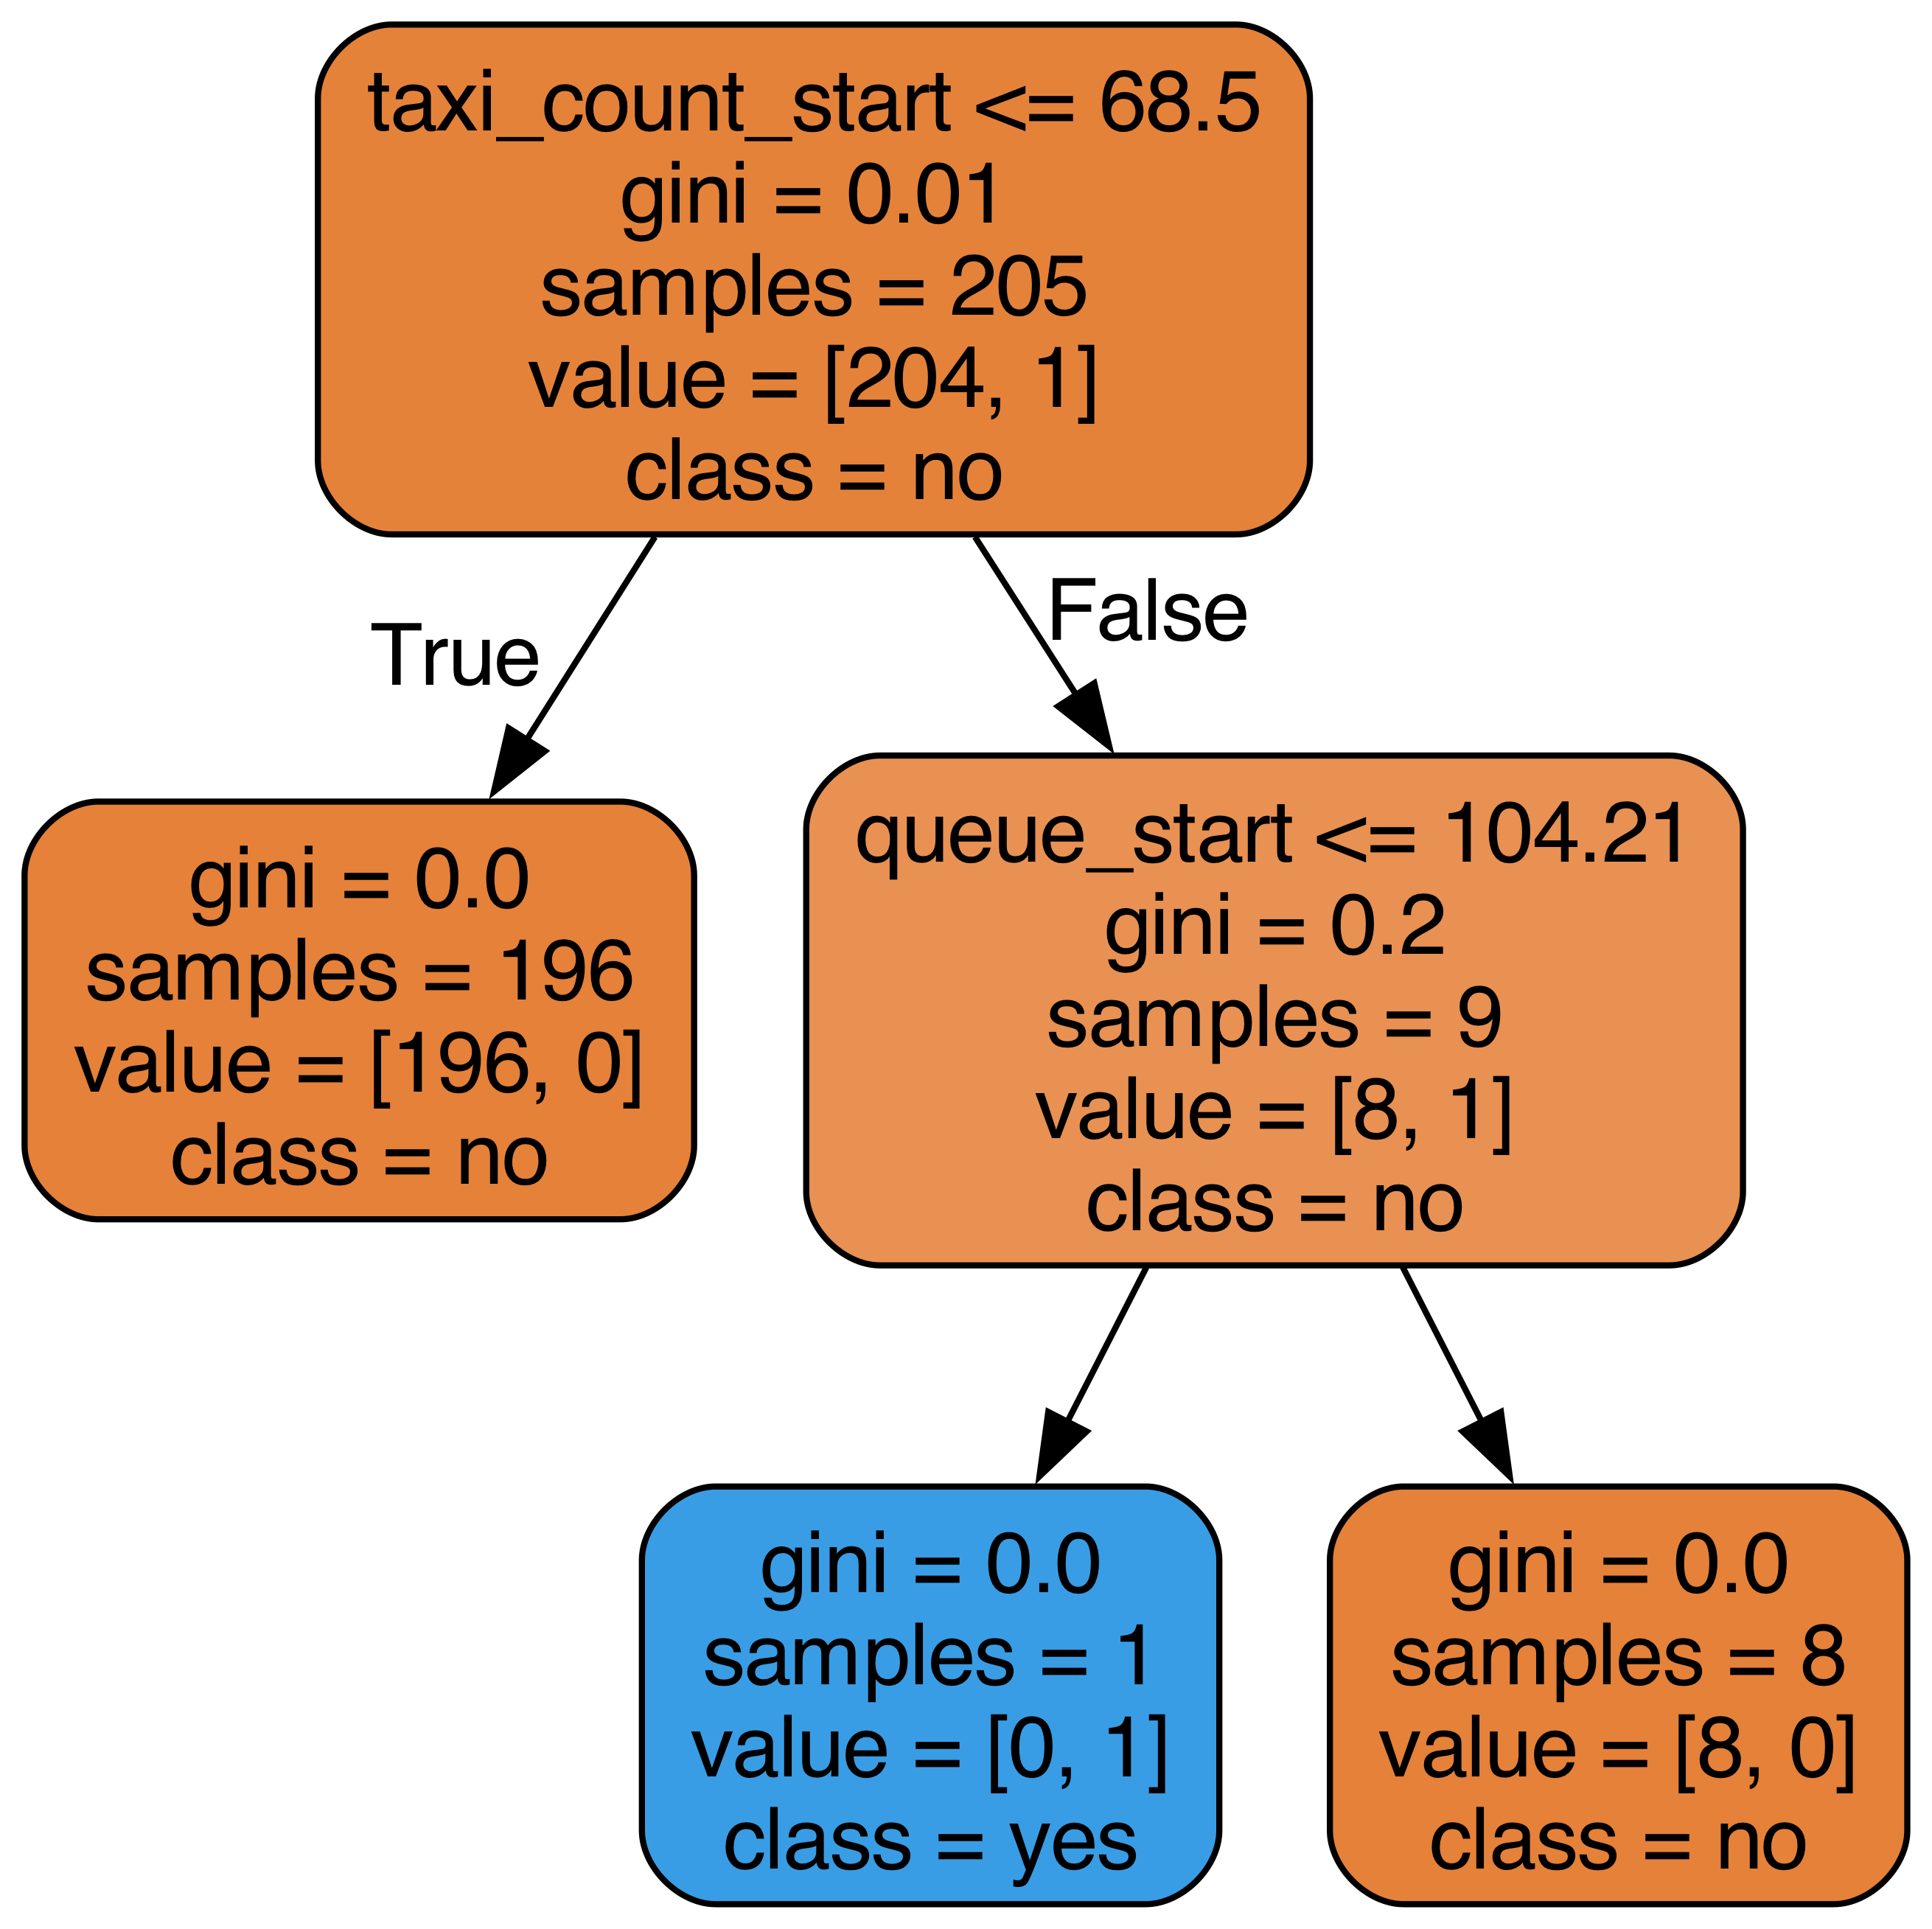 taxi_count_start <= 68.5
gini = 0.01
samples = 205
value = [204, 1]
class = no
True
False
gini = 0.0
samples = 196
value = [196, 0]
class = no
queue_start <= 104.21
gini = 0.2
samples = 9
value = [8, 1]
class = no
gini = 0.0
samples = 1
value = [0, 1]
class = yes
gini = 0.0
samples = 8
value = [8, 0]
class = no